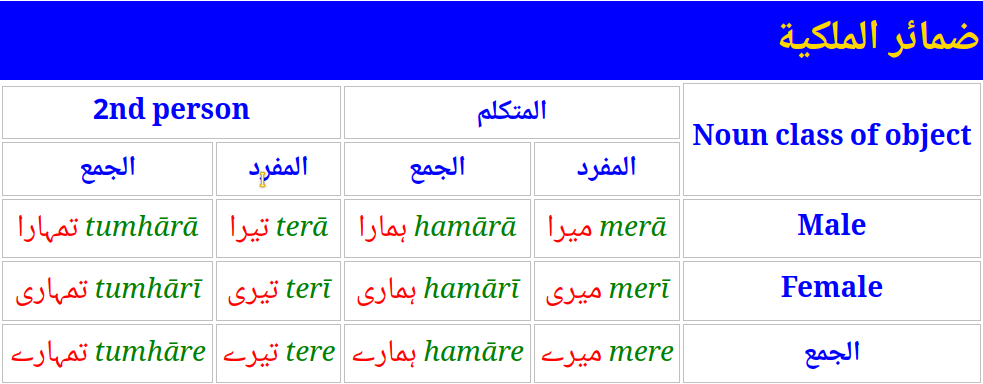 ضمائر الملكية
Noun class of object المتكلم 2nd person
المفرد الجمع المفرد الجمع
Male میرا merā ہمارا hamārā تیرا terā تمہارا tumhārā
Female میری merī ہماری hamārī تیری terī تمہاری tumhārī
الجمع میرے mere ہمارے hamāre تیرے tere تمہارے tumhāre